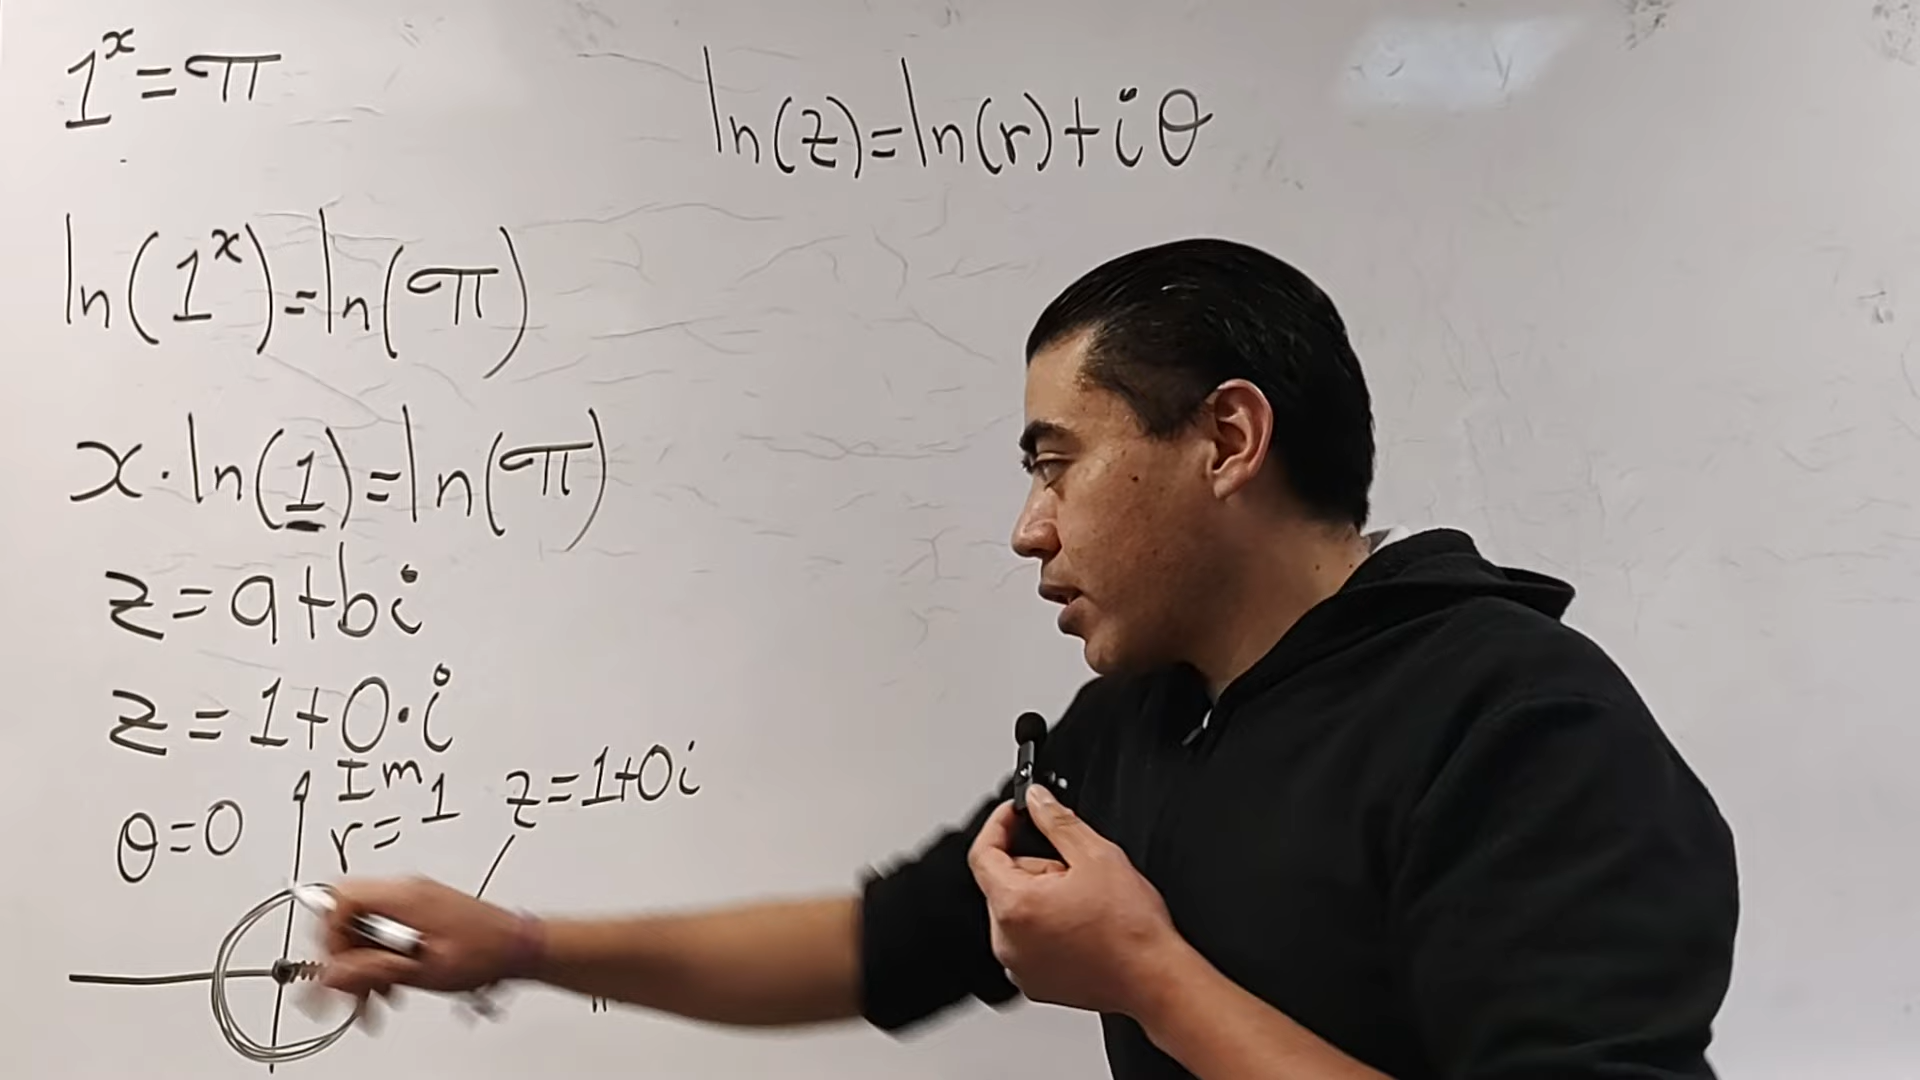 1^x = π
ln(z) = ln(r) + iθ
ln(1^x) = ln(π)
x · ln(1) = ln(π)
z = a + bi
z = 1 + 0 · i
Im
z = 1 + 0i
θ = 0
r = 1